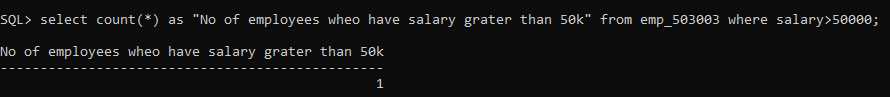 SQL> select count(*) as "No of employees wheo have salary grater than 50k" from emp_503003 where salary>50000;
No of employees wheo have salary grater than 50k
------------------------------------------------
1